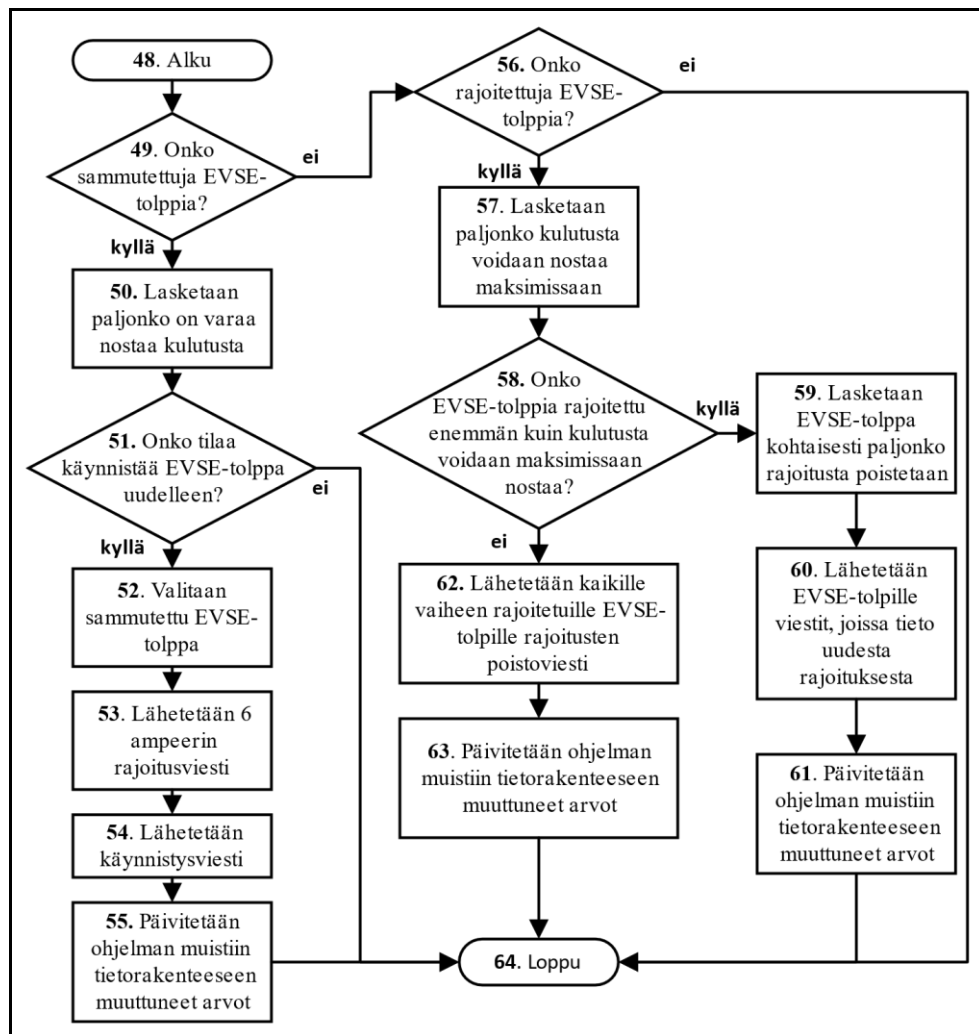 48. Alku
49. Onko
sammutettuja EVSE-
tolppia?
ei
kyllä
50. Lasketaan
paljonko on varaa
nostaa kulutusta
51. Onko tilaa
käynnistää EVSE-tolppa
uudelleen?
ei
kyllä
52. Valitaan
sammutettu EVSE-
tolppa
53. Lähetetään 6
ampeerin
rajoitusviesti
54. Lähetetään
käynnistysviesti
55. Päivitetään
ohjelman muistiin
tietorakenteeseen
muuttuneet arvot
56. Onko
rajoitettuja EVSE-
tolppia?
ei
kyllä
57. Lasketaan
paljonko kulutusta
voidaan nostaa
maksimissaan
58. Onko
EVSE-tolppia rajoitettu
enemmän kuin kulutusta
voidaan maksimissaan
nostaa?
kyllä
ei
59. Lasketaan
EVSE-tolppa
kohtaisesti paljonko
rajoitusta poistetaan
60. Lähetetään
EVSE-tolpille
viestit, joissa tieto
uudesta
rajoituksesta
61. Päivitetään
ohjelman muistiin
tietorakenteeseen
muuttuneet arvot
62. Lähetetään kaikille
vaiheen rajoitetuille EVSE-
tolpille rajoitusten
poistoviesti
63. Päivitetään ohjelman
muistiin tietorakenteeseen
muuttuneet arvot
64. Loppu